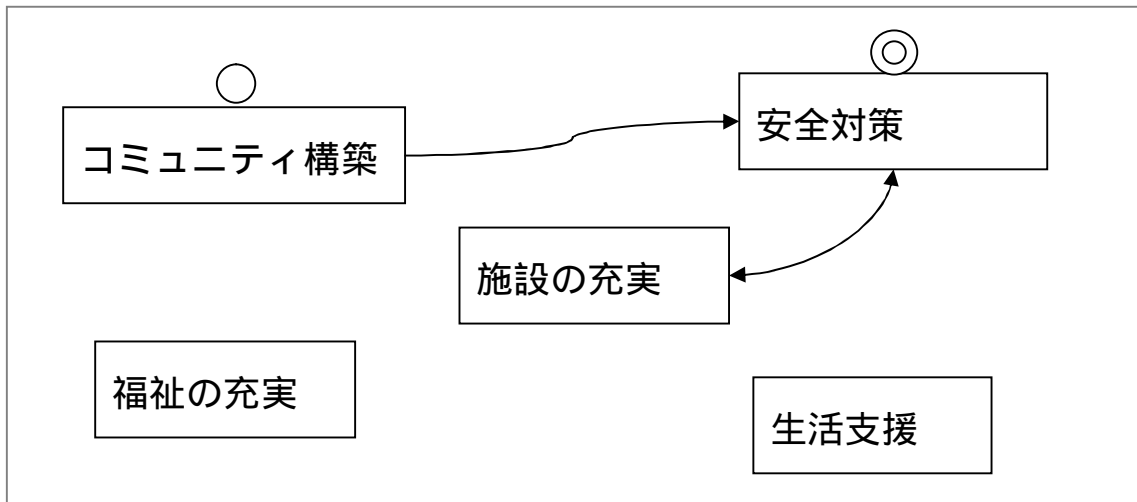 コミュニティ構築
安全対策
施設の充実
福祉の充実
生活支援